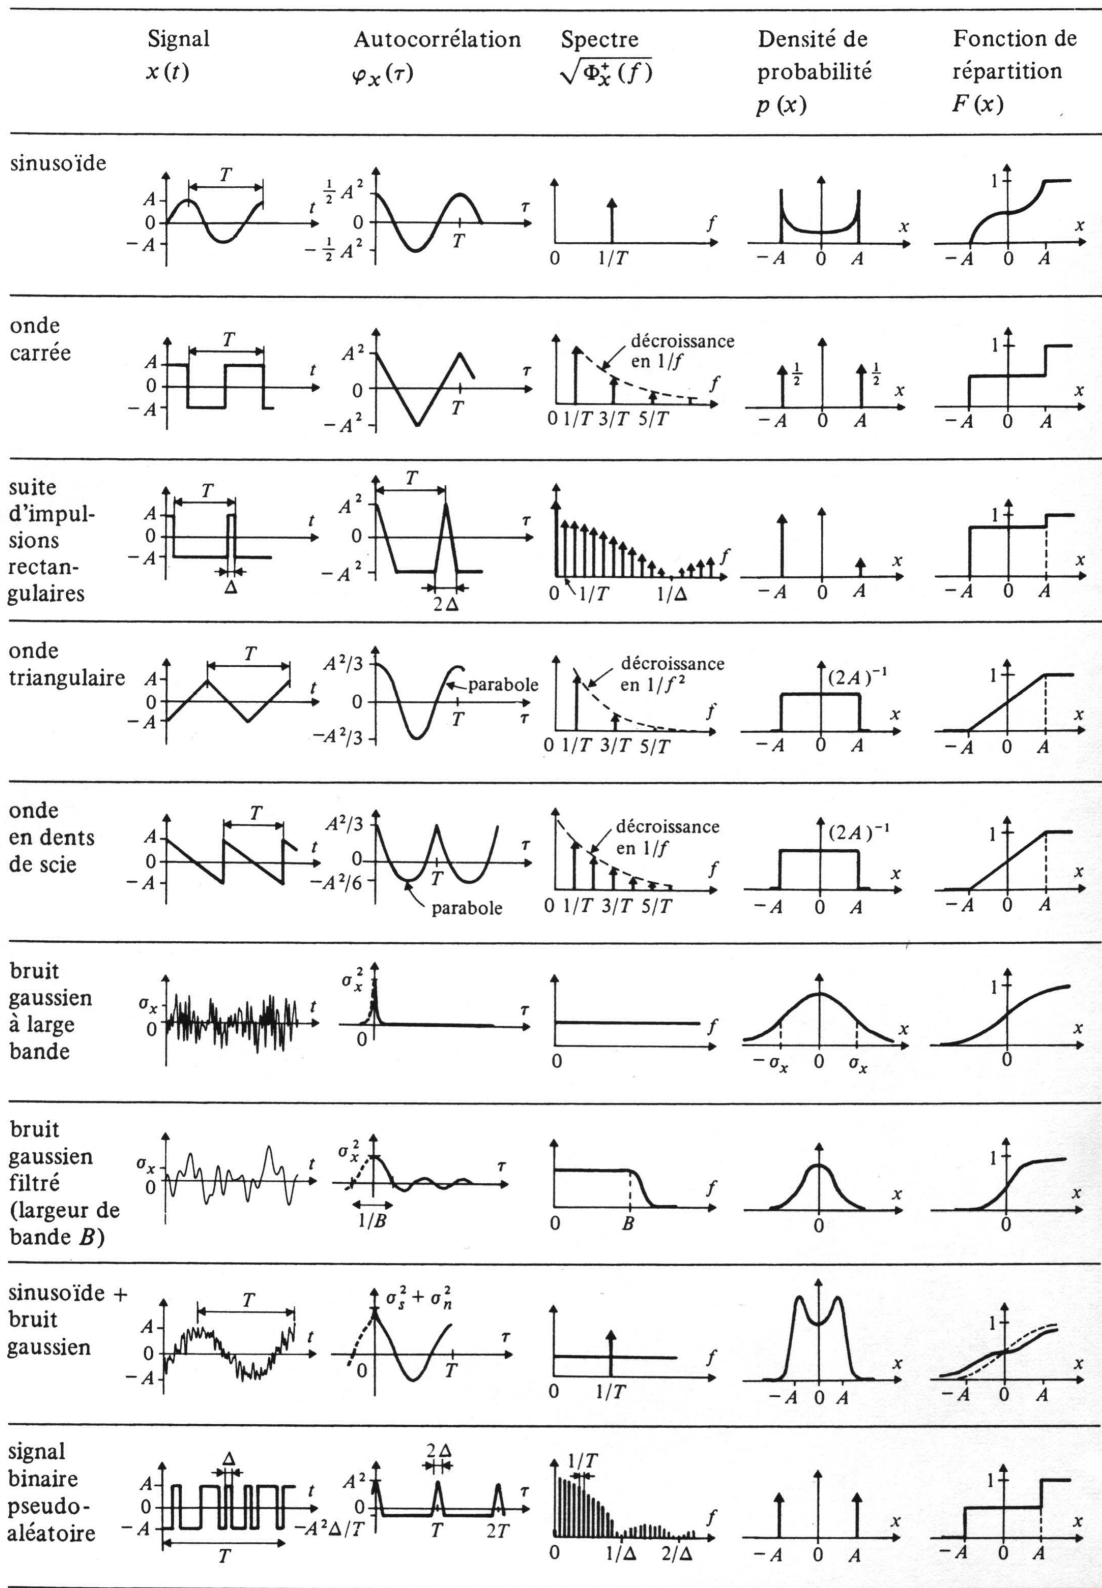 Signal Autocorrélation Spectre Densité de Fonction de
x(t) φx(τ) √Φx⁺(f) probabilité répartition
p(x) F(x)
sinusoïde
A T t ½A² τ f x 1 x
0 0
−A −½A² T 0 1/T −A 0 A −A 0 A
onde
carrée
T décroissance
en 1/f
A t A² τ f ½ ½ x 1 x
0 0
−A −A² T 0 1/T 3/T 5/T −A 0 A −A 0 A
suite
d'impul-
sions
rectan-
gulaires
T T
A t A² τ f x 1 x
0 0
−A −A²
Δ 2Δ 0 1/T 1/Δ −A 0 A −A 0 A
onde
triangulaire
T A²/3 décroissance
en 1/f²
A t parabole f (2A)⁻¹ x 1 x
0 0 T τ
−A −A²/3 0 1/T 3/T 5/T −A 0 A −A 0 A
onde
en dents
de scie
T A²/3 décroissance
en 1/f
A t τ f (2A)⁻¹ x 1 x
0 0 T
−A −A²/6 0 1/T 3/T 5/T −A 0 A −A 0 A
parabole
bruit
gaussien
à large
bande
σx t σx² τ f x 1 x
0 0 0 −σx 0 σx 0
bruit
gaussien
filtré
(largeur de
bande B)
σx t σx² τ f x 1 x
0 1/B 0 B 0 0
sinusoïde +
bruit
gaussien
T σs² + σn²
A t τ f x 1 x
0 0 T
−A 0 1/T −A 0 A −A 0 A
signal
binaire
pseudo-
aléatoire
Δ 2Δ 1/T
A t A² τ f x 1 x
0 0
−A −A²Δ/T T 2T 0 1/Δ 2/Δ −A 0 A −A 0 A
T